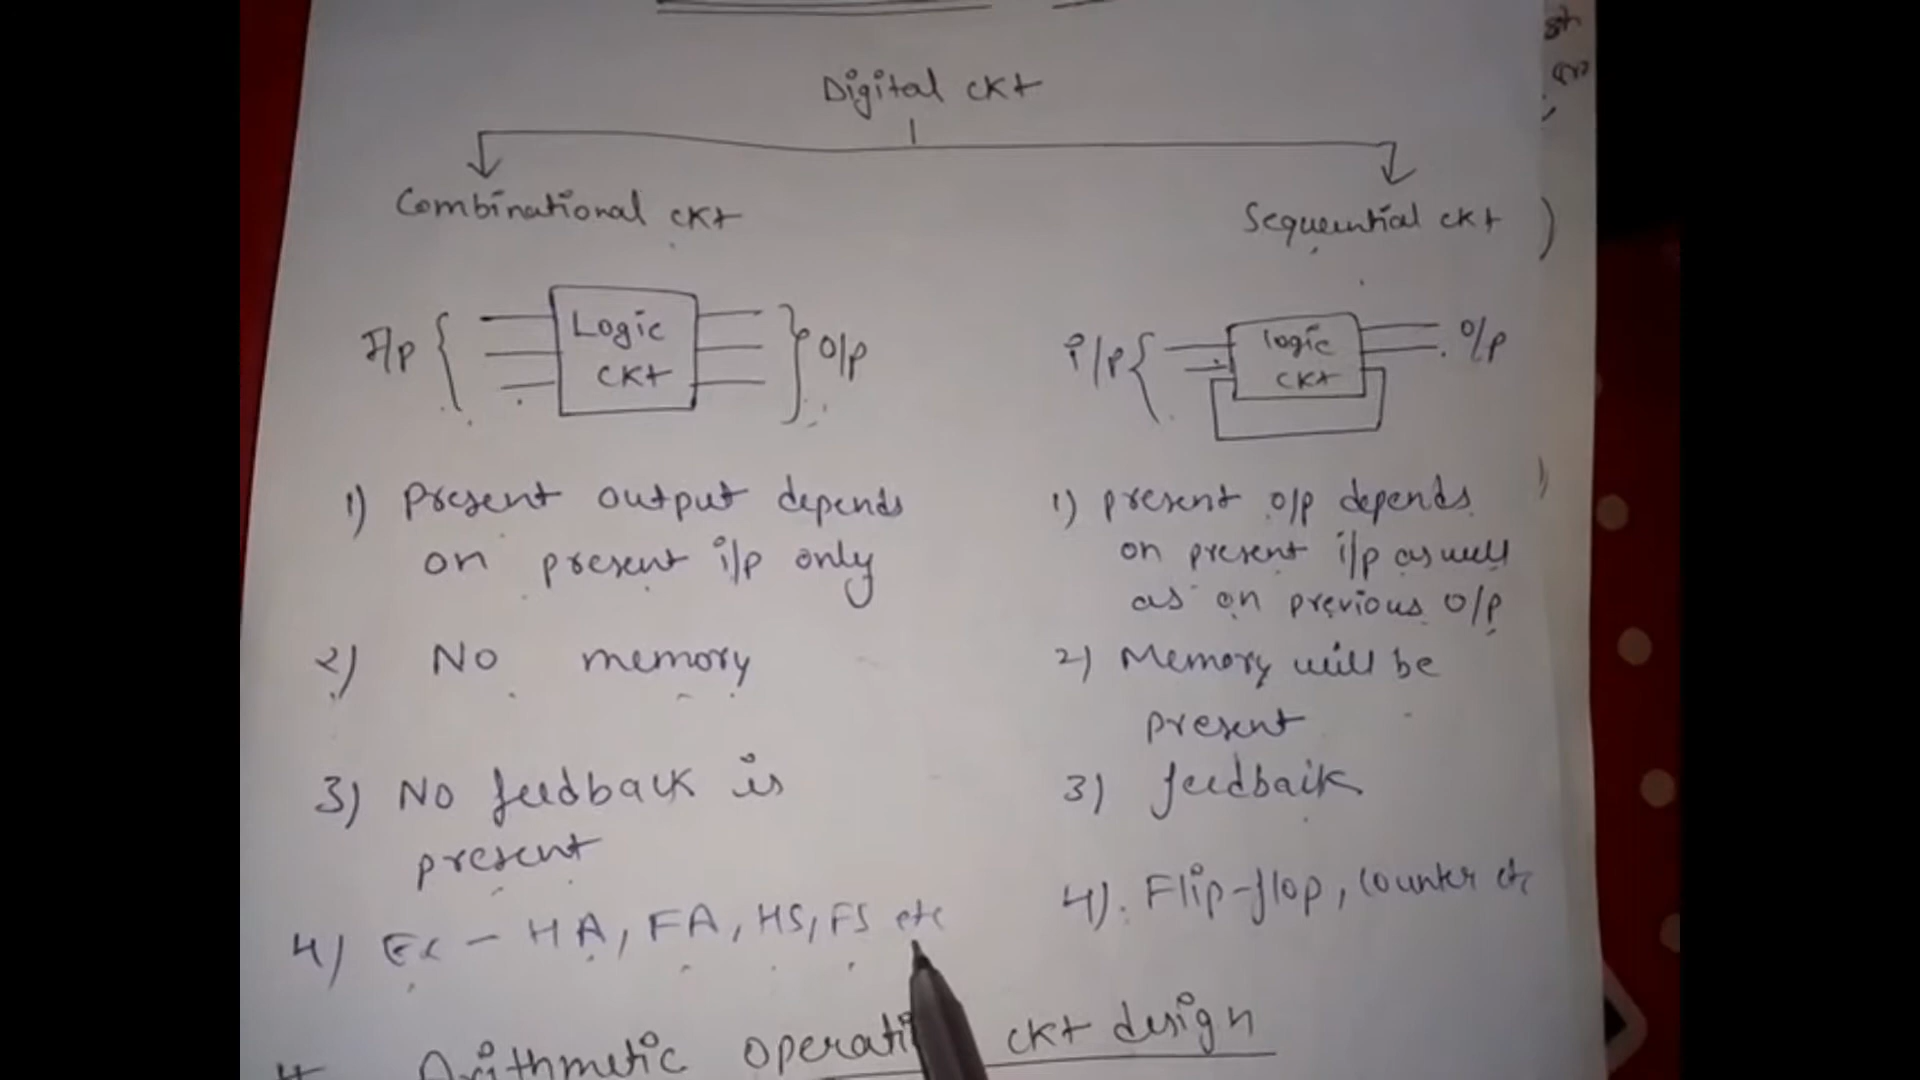 Digital ckt
Combinational ckt
Sequential ckt
I/p
Logic
ckt
O/p
i/p
logic
ckt
O/p
1) Present output depends
on present i/p only
2) No memory
3) No feedback is
present
4) Ex - HA, FA, HS, FS etc
1) present o/p depends
on present i/p as well
as on previous O/p
2) Memory will be
present
3) feedback
4). Flip-flop, counter etc
Arithmetic operati ckt design